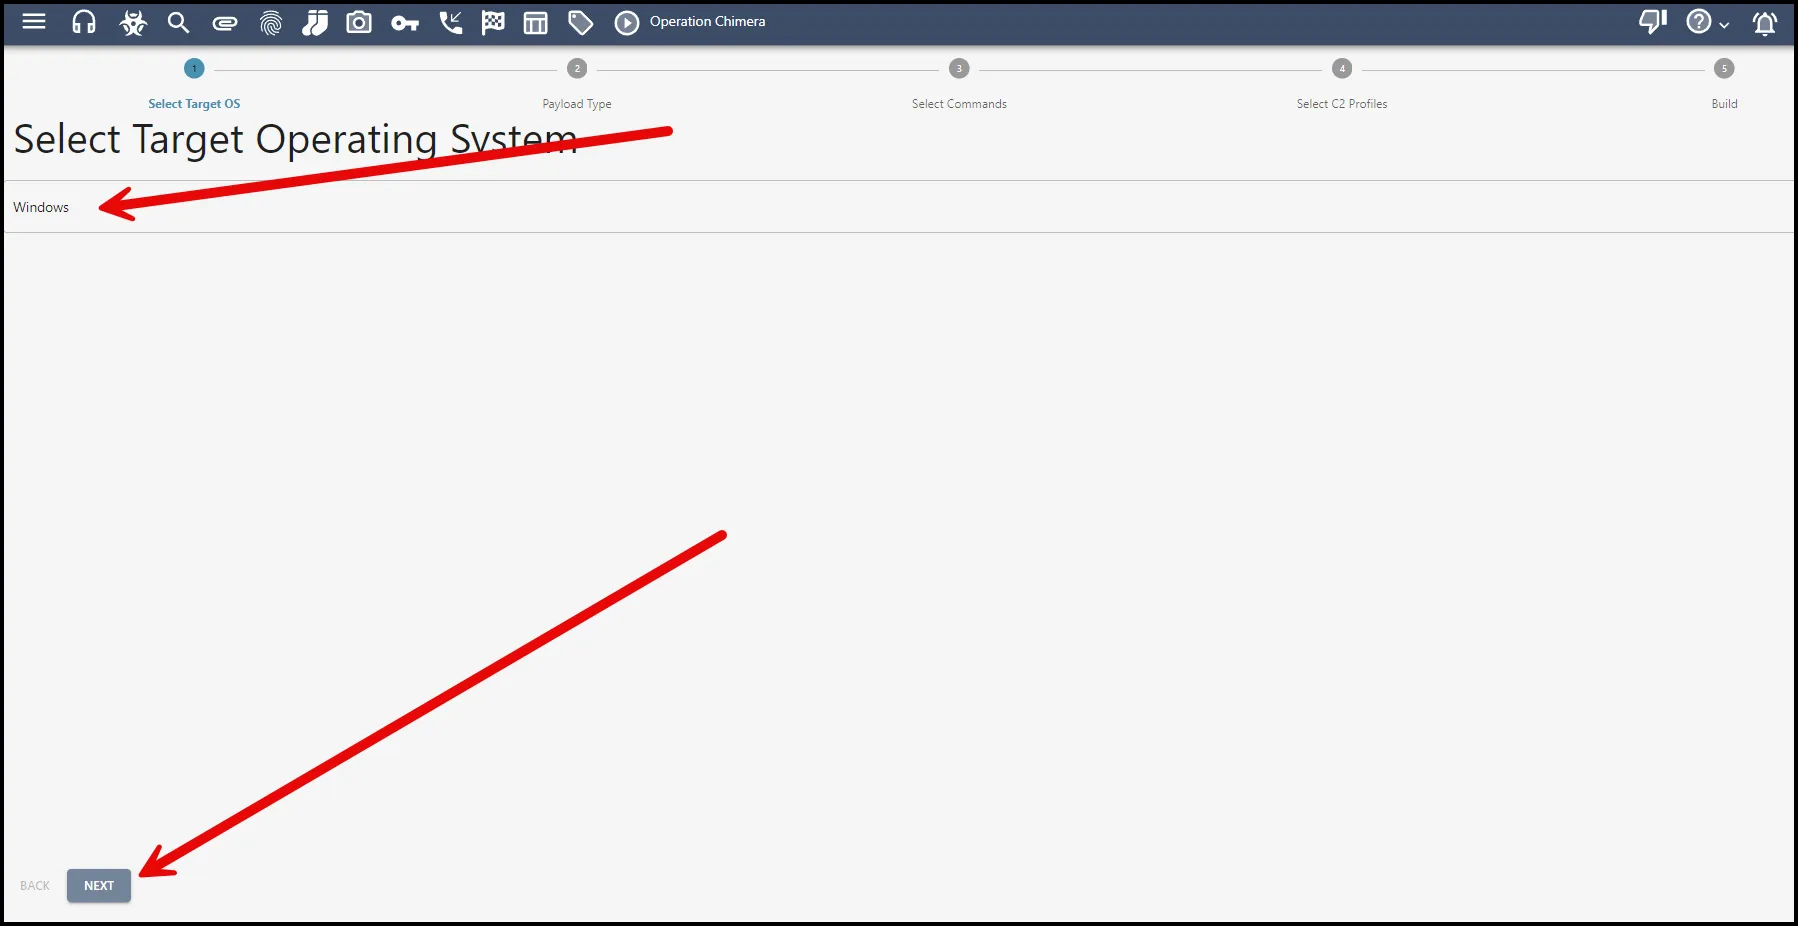 Operation Chimera
1
2
3
4
5
Select Target OS
Payload Type
Select Commands
Select C2 Profiles
Build
Select Target Operating System
Windows
BACK
NEXT